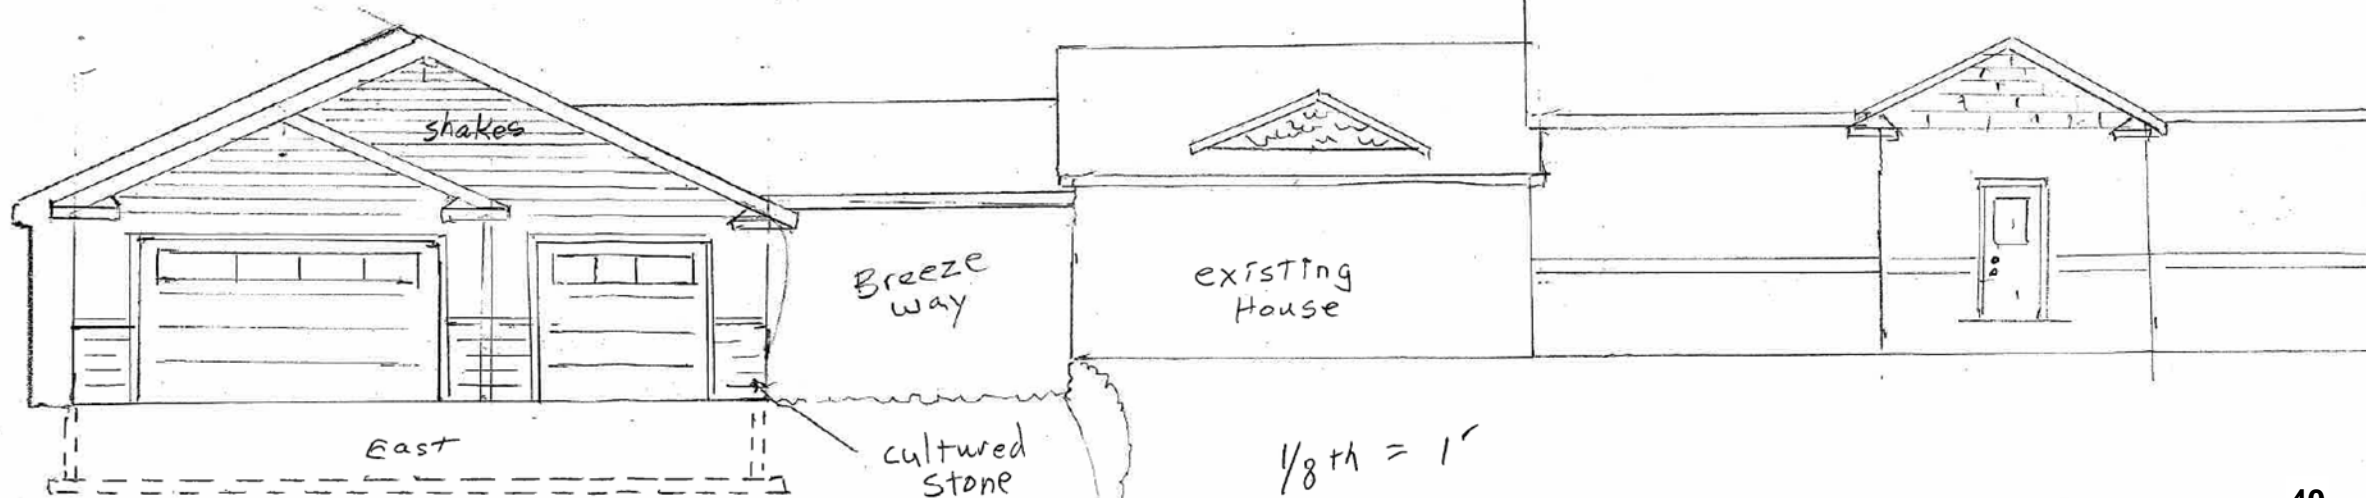 shakes
Breeze
way
existing
House
East
cultured
stone
1/8th = 1'